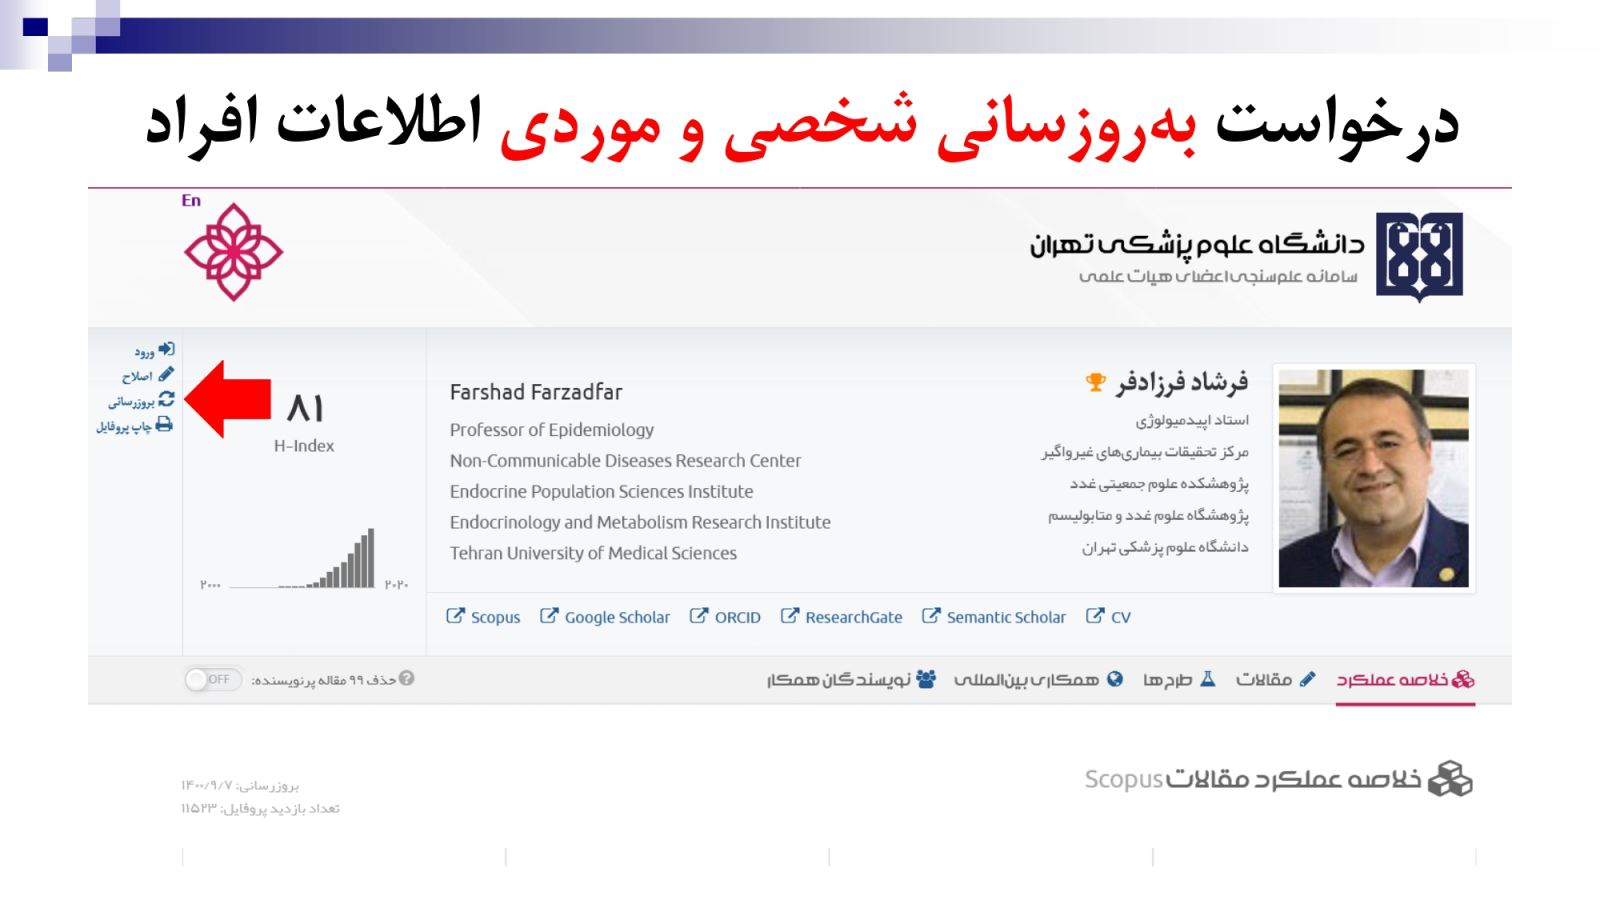 درخواست به‌روزسانی شخصی و موردی اطلاعات افراد
En
دانشگاه علوم پزشکی تهران
سامانه علم‌سنجی اعضای هیات علمی
ورود
اصلاح
بروزرسانی
چاپ پروفایل
۸۱
H-Index
۲۰۰۰
۲۰۲۰
فرشاد فرزادفر
استاد اپیدمیولوژی
مرکز تحقیقات بیماری‌های غیرواگیر
پژوهشکده علوم جمعیتی غدد
پژوهشگاه علوم غدد و متابولیسم
دانشگاه علوم پزشکی تهران
Farshad Farzadfar
Professor of Epidemiology
Non-Communicable Diseases Research Center
Endocrine Population Sciences Institute
Endocrinology and Metabolism Research Institute
Tehran University of Medical Sciences
Scopus Google Scholar ORCID ResearchGate Semantic Scholar CV
خلاصه عملکرد مقالات طرح‌ها همکاری بین‌المللی نویسندگان همکار
حذف ۹۹ مقاله پرنویسنده: OFF
خلاصه عملکرد مقالات Scopus
بروزرسانی: ۱۴۰۰/۹/۷
تعداد بازدید پروفایل: ۱۱۵۲۳